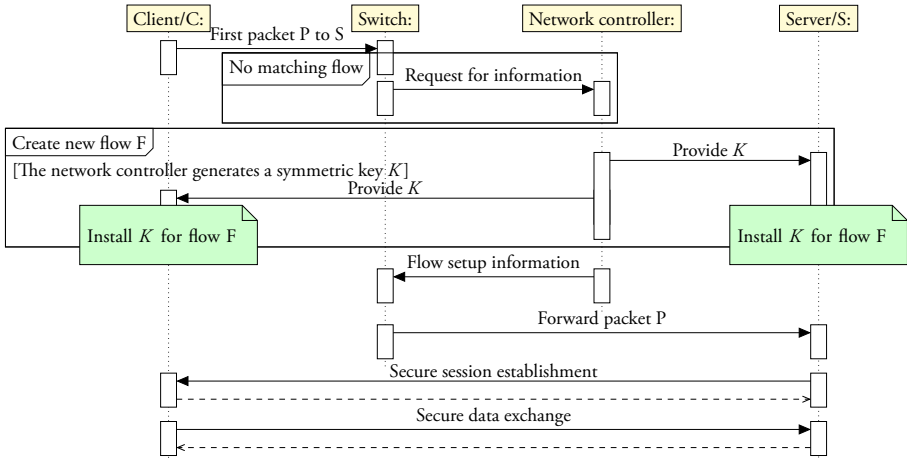 Client/C:
Switch:
Network controller:
Server/S:
First packet P to S
No matching flow
Request for information
Create new flow F
Provide K
[The network controller generates a symmetric key K]
Provide K
Install K for flow F
Install K for flow F
Flow setup information
Forward packet P
Secure session establishment
Secure data exchange